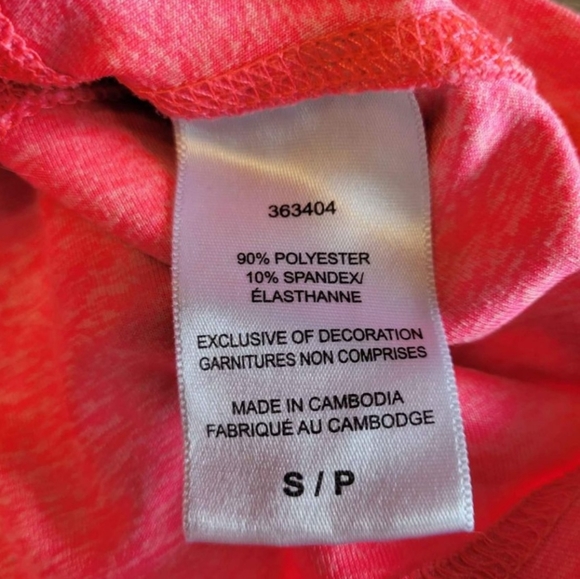 363404
90% POLYESTER
10% SPANDEX/
ÉLASTHANNE
EXCLUSIVE OF DECORATION
GARNITURES NON COMPRISES
MADE IN CAMBODIA
FABRIQUÉ AU CAMBODGE
S / P